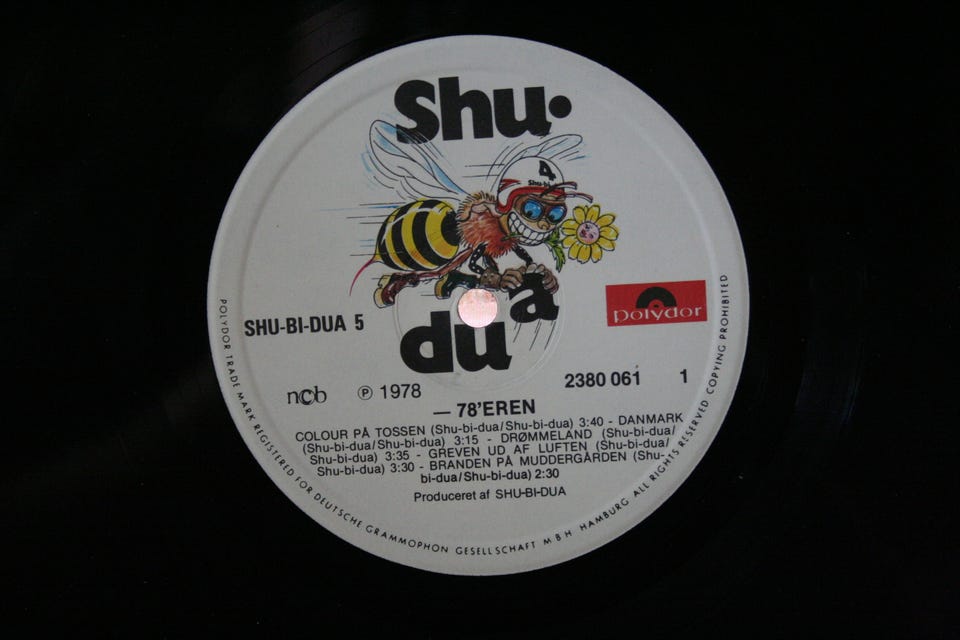 Shu•
4
Shu-bi
a
du
polydor
SHU-BI-DUA 5
ncb
℗ 1978
2380 061 1
— 78'EREN
COLOUR PÅ TOSSEN (Shu-bi-dua/Shu-bi-dua) 3:40 - DANMARK
(Shu-bi-dua/Shu-bi-dua) 3:15 - DRØMMELAND (Shu-bi-dua/
Shu-bi-dua) 3:35 - GREVEN UD AF LUFTEN (Shu-bi-dua/
Shu-bi-dua) 3:30 - BRANDEN PÅ MUDDERGÅRDEN (Shu-
bi-dua/Shu-bi-dua) 2:30
Produceret af SHU-BI-DUA
POLYDOR TRADE MARK REGISTERED FOR DEUTSCHE GRAMMOPHON GESELLSCHAFT M B H HAMBURG ALL RIGHTS RESERVED COPYING PROHIBITED